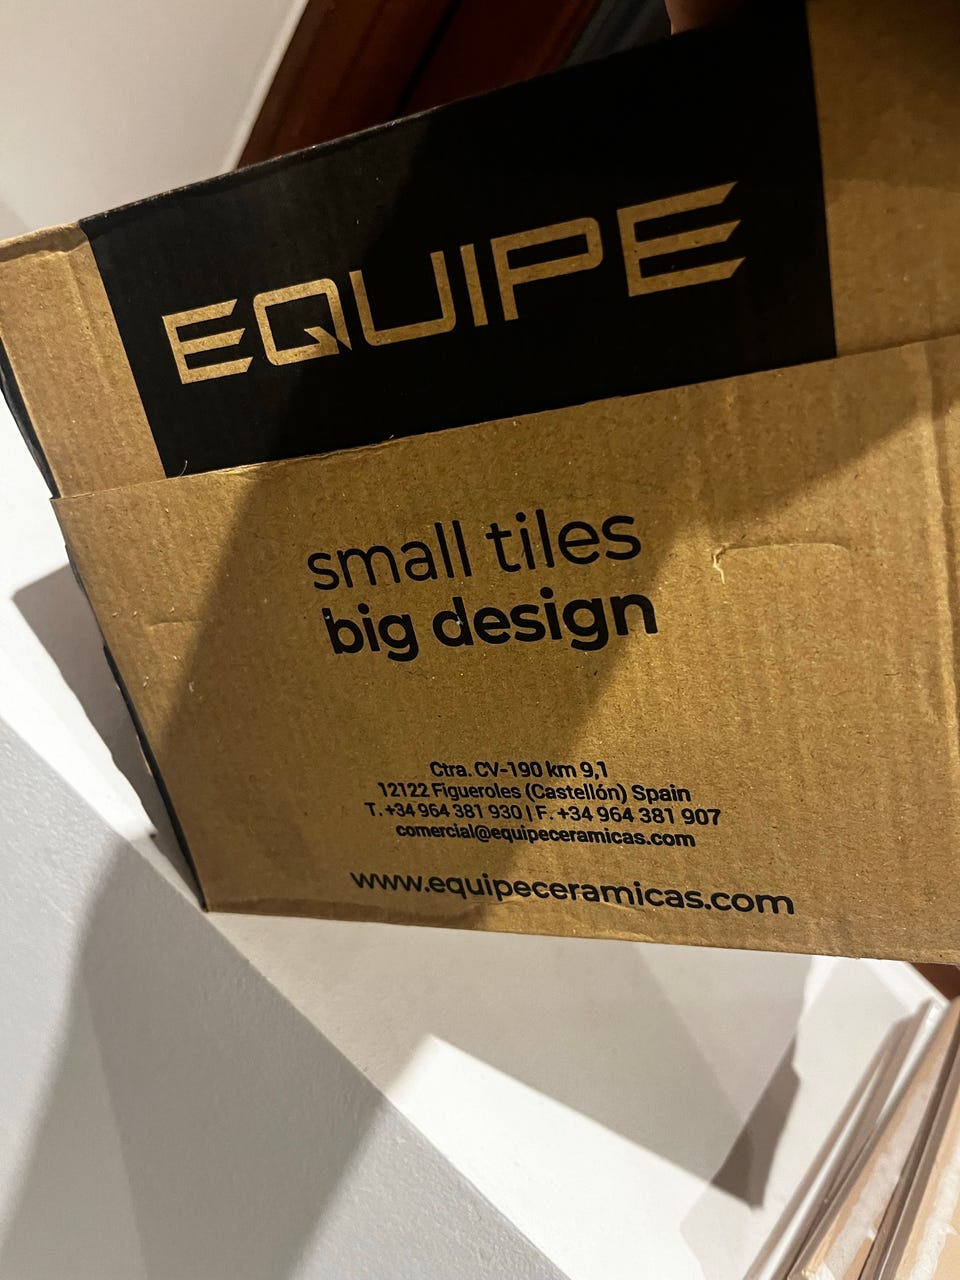 EQUIPE
small tiles
big design
Ctra. CV-190 km 9,1
12122 Figueroles (Castellón) Spain
T. +34 964 381 930 | F. +34 964 381 907
comercial@equipeceramicas.com
www.equipeceramicas.com